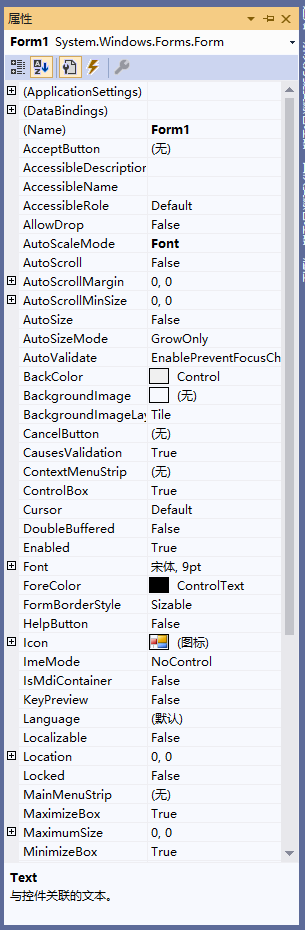 属性
Form1 System.Windows.Forms.Form
(ApplicationSettings)
(DataBindings)
(Name) Form1
AcceptButton (无)
AccessibleDescription
AccessibleName
AccessibleRole Default
AllowDrop False
AutoScaleMode Font
AutoScroll False
AutoScrollMargin 0, 0
AutoScrollMinSize 0, 0
AutoSize False
AutoSizeMode GrowOnly
AutoValidate EnablePreventFocusCh
BackColor Control
BackgroundImage (无)
BackgroundImageLay Tile
CancelButton (无)
CausesValidation True
ContextMenuStrip (无)
ControlBox True
Cursor Default
DoubleBuffered False
Enabled True
Font 宋体, 9pt
ForeColor ControlText
FormBorderStyle Sizable
HelpButton False
Icon (图标)
ImeMode NoControl
IsMdiContainer False
KeyPreview False
Language (默认)
Localizable False
Location 0, 0
Locked False
MainMenuStrip (无)
MaximizeBox True
MaximumSize 0, 0
MinimizeBox True
Text
与控件关联的文本。